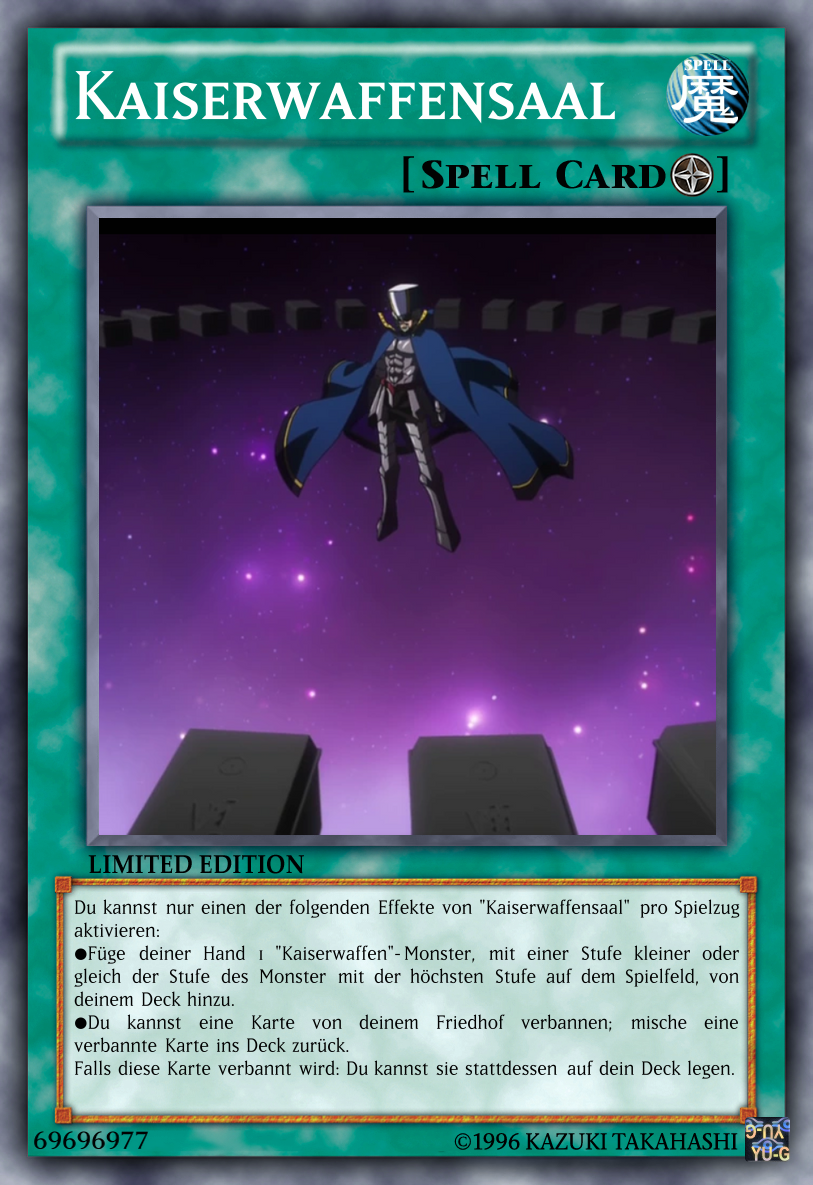 Kaiserwaffensaal
SPELL
魔
[Spell Card]
VI
VII
LIMITED EDITION
Du kannst nur einen der folgenden Effekte von "Kaiserwaffensaal" pro Spielzug
aktivieren:
●Füge deiner Hand 1 "Kaiserwaffen"-Monster, mit einer Stufe kleiner oder
gleich der Stufe des Monster mit der höchsten Stufe auf dem Spielfeld, von
deinem Deck hinzu.
●Du kannst eine Karte von deinem Friedhof verbannen; mische eine
verbannte Karte ins Deck zurück.
Falls diese Karte verbannt wird: Du kannst sie stattdessen auf dein Deck legen.
69696977
©1996 KAZUKI TAKAHASHI
YU-G
YU-G